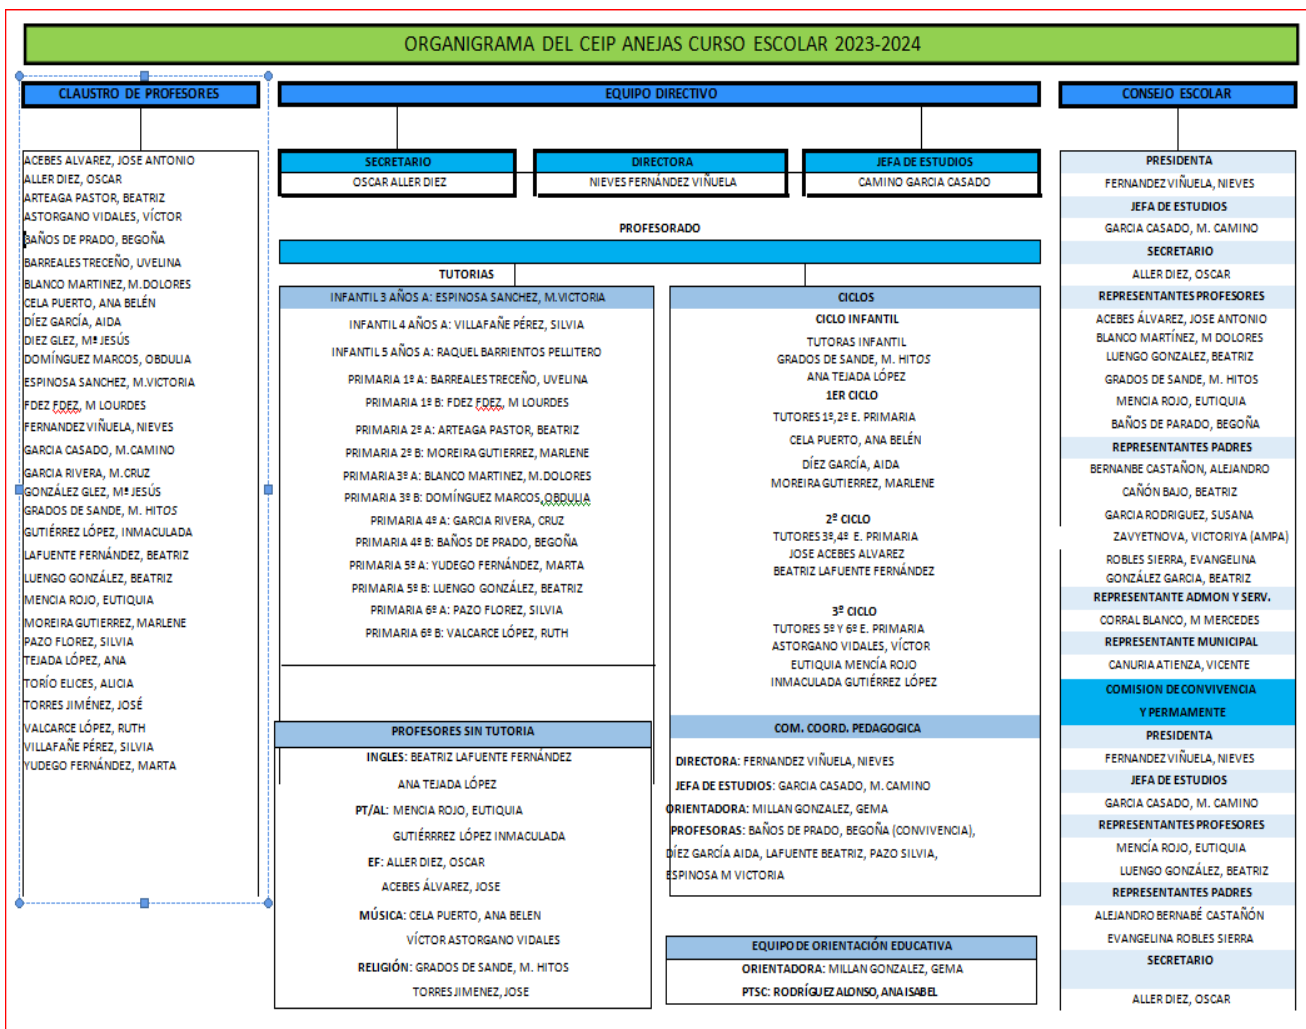 ORGANIGRAMA DEL CEIP ANEJAS CURSO ESCOLAR 2023-2024
CLAUSTRO DE PROFESORES
ACEBES ALVAREZ, JOSE ANTONIO
ALLER DIEZ, OSCAR
ARTEAGA PASTOR, BEATRIZ
ASTORGANO VIDALES, VÍCTOR
BAÑOS DE PRADO, BEGOÑA
BARREALES TRECEÑO, UVELINA
BLANCO MARTINEZ, M.DOLORES
CELA PUERTO, ANA BELÉN
DÍEZ GARCÍA, AIDA
DIEZ GLEZ, Mª JESÚS
DOMÍNGUEZ MARCOS, OBDULIA
ESPINOSA SANCHEZ, M.VICTORIA
FDEZ FDEZ, M LOURDES
FERNANDEZ VIÑUELA, NIEVES
GARCIA CASADO, M.CAMINO
GARCIA RIVERA, M.CRUZ
GONZÁLEZ GLEZ, Mª JESÚS
GRADOS DE SANDE, M. HITOS
GUTIÉRREZ LÓPEZ, INMACULADA
LAFUENTE FERNÁNDEZ, BEATRIZ
LUENGO GONZÁLEZ, BEATRIZ
MENCIA ROJO, EUTIQUIA
MOREIRA GUTIERREZ, MARLENE
PAZO FLOREZ, SILVIA
TEJADA LÓPEZ, ANA
TORÍO ELICES, ALICIA
TORRES JIMÉNEZ, JOSÉ
VALCARCE LÓPEZ, RUTH
VILLAFAÑE PÉREZ, SILVIA
YUDEGO FERNÁNDEZ, MARTA
EQUIPO DIRECTIVO
SECRETARIO
OSCAR ALLER DIEZ
DIRECTORA
NIEVES FERNÁNDEZ VIÑUELA
JEFA DE ESTUDIOS
CAMINO GARCIA CASADO
PROFESORADO
TUTORIAS
INFANTIL 3 AÑOS A: ESPINOSA SANCHEZ, M.VICTORIA
INFANTIL 4 AÑOS A: VILLAFAÑE PÉREZ, SILVIA
INFANTIL 5 AÑOS A: RAQUEL BARRIENTOS PELLITERO
PRIMARIA 1º A: BARREALES TRECEÑO, UVELINA
PRIMARIA 1º B: FDEZ FDEZ, M LOURDES
PRIMARIA 2º A: ARTEAGA PASTOR, BEATRIZ
PRIMARIA 2º B: MOREIRA GUTIERREZ, MARLENE
PRIMARIA 3º A: BLANCO MARTINEZ, M.DOLORES
PRIMARIA 3º B: DOMÍNGUEZ MARCOS,OBDULIA
PRIMARIA 4º A: GARCIA RIVERA, CRUZ
PRIMARIA 4º B: BAÑOS DE PRADO, BEGOÑA
PRIMARIA 5º A: YUDEGO FERNÁNDEZ, MARTA
PRIMARIA 5º B: LUENGO GONZÁLEZ, BEATRIZ
PRIMARIA 6º A: PAZO FLOREZ, SILVIA
PRIMARIA 6º B: VALCARCE LÓPEZ, RUTH
PROFESORES SIN TUTORIA
INGLES: BEATRIZ LAFUENTE FERNÁNDEZ
ANA TEJADA LÓPEZ
PT/AL: MENCIA ROJO, EUTIQUIA
GUTIÉRRREZ LÓPEZ INMACULADA
EF: ALLER DIEZ, OSCAR
ACEBES ÁLVAREZ, JOSE
MÚSICA: CELA PUERTO, ANA BELEN
VÍCTOR ASTORGANO VIDALES
RELIGIÓN: GRADOS DE SANDE, M. HITOS
TORRES JIMENEZ, JOSE
CICLOS
CICLO INFANTIL
TUTORAS INFANTIL
GRADOS DE SANDE, M. HITOS
ANA TEJADA LÓPEZ
1ER CICLO
TUTORES 1º,2º E. PRIMARIA
CELA PUERTO, ANA BELÉN
DÍEZ GARCÍA, AIDA
MOREIRA GUTIERREZ, MARLENE
2º CICLO
TUTORES 3º,4º E. PRIMARIA
JOSE ACEBES ALVAREZ
BEATRIZ LAFUENTE FERNÁNDEZ
3º CICLO
TUTORES 5º Y 6º E. PRIMARIA
ASTORGANO VIDALES, VÍCTOR
EUTIQUIA MENCÍA ROJO
INMACULADA GUTIÉRREZ LÓPEZ
COM. COORD. PEDAGOGICA
DIRECTORA: FERNANDEZ VIÑUELA, NIEVES
JEFA DE ESTUDIOS: GARCIA CASADO, M. CAMINO
ORIENTADORA: MILLAN GONZALEZ, GEMA
PROFESORAS: BAÑOS DE PRADO, BEGOÑA (CONVIVENCIA),
DÍEZ GARCÍA AIDA, LAFUENTE BEATRIZ, PAZO SILVIA,
ESPINOSA M VICTORIA
EQUIPO DE ORIENTACIÓN EDUCATIVA
ORIENTADORA: MILLAN GONZALEZ, GEMA
PTSC: RODRÍGUEZ ALONSO, ANA ISABEL
CONSEJO ESCOLAR
PRESIDENTA
FERNANDEZ VIÑUELA, NIEVES
JEFA DE ESTUDIOS
GARCIA CASADO, M. CAMINO
SECRETARIO
ALLER DIEZ, OSCAR
REPRESENTANTES PROFESORES
ACEBES ÁLVAREZ, JOSE ANTONIO
BLANCO MARTÍNEZ, M DOLORES
LUENGO GONZALEZ, BEATRIZ
GRADOS DE SANDE, M. HITOS
MENCIA ROJO, EUTIQUIA
BAÑOS DE PARADO, BEGOÑA
REPRESENTANTES PADRES
BERNANBE CASTAÑON, ALEJANDRO
CAÑÓN BAJO, BEATRIZ
GARCIA RODRIGUEZ, SUSANA
ZAVYETNOVA, VICTORIYA (AMPA)
ROBLES SIERRA, EVANGELINA
GONZÁLEZ GARCIA, BEATRIZ
REPRESENTANTE ADMON Y SERV.
CORRAL BLANCO, M MERCEDES
REPRESENTANTE MUNICIPAL
CANURIA ATIENZA, VICENTE
COMISION DE CONVIVENCIA
Y PERMAMENTE
PRESIDENTA
FERNANDEZ VIÑUELA, NIEVES
JEFA DE ESTUDIOS
GARCIA CASADO, M. CAMINO
REPRESENTANTES PROFESORES
MENCÍA ROJO, EUTIQUIA
LUENGO GONZÁLEZ, BEATRIZ
REPRESENTANTES PADRES
ALEJANDRO BERNABÉ CASTAÑÓN
EVANGELINA ROBLES SIERRA
SECRETARIO
ALLER DIEZ, OSCAR